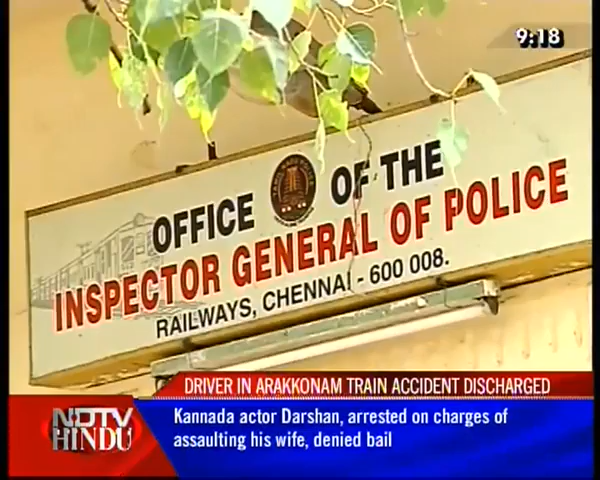 9:18
OFFICE OF THE
INSPECTOR GENERAL OF POLICE
RAILWAYS, CHENNAI - 600 008.
DRIVER IN ARAKKONAM TRAIN ACCIDENT DISCHARGED
NDTV
HINDU
Kannada actor Darshan, arrested on charges of
assaulting his wife, denied bail